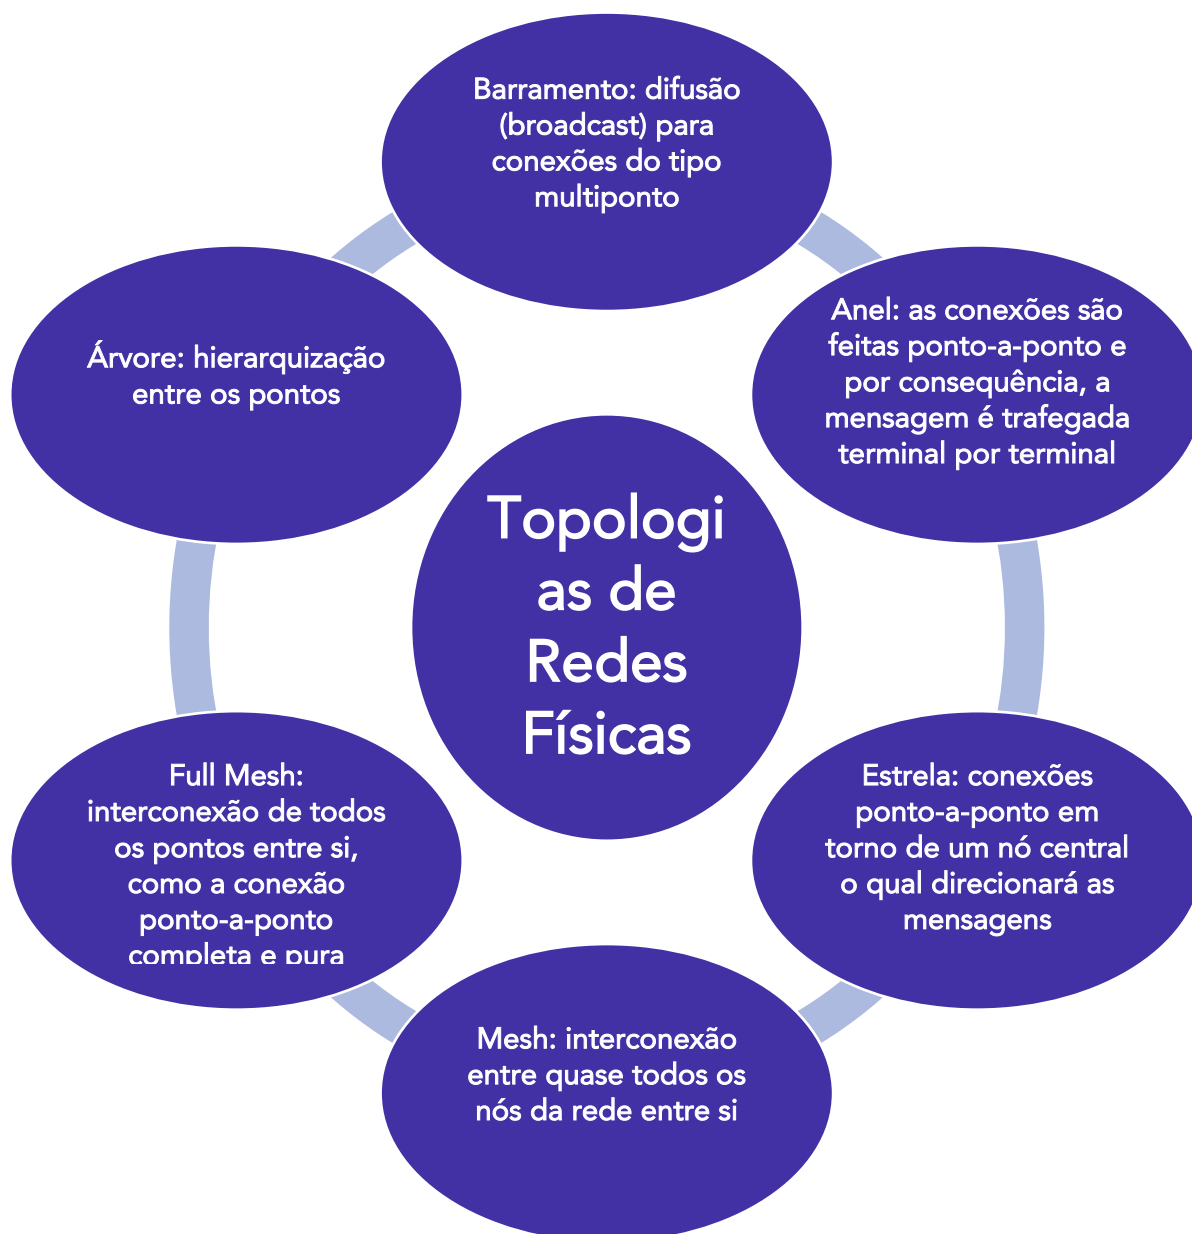 Barramento: difusão
(broadcast) para
conexões do tipo
multiponto
Anel: as conexões são
feitas ponto-a-ponto e
por consequência, a
mensagem é trafegada
terminal por terminal
Estrela: conexões
ponto-a-ponto em
torno de um nó central
o qual direcionará as
mensagens
Mesh: interconexão
entre quase todos os
nós da rede entre si
Full Mesh:
interconexão de todos
os pontos entre si,
como a conexão
ponto-a-ponto
completa e pura
Árvore: hierarquização
entre os pontos
Topologi
as de
Redes
Físicas